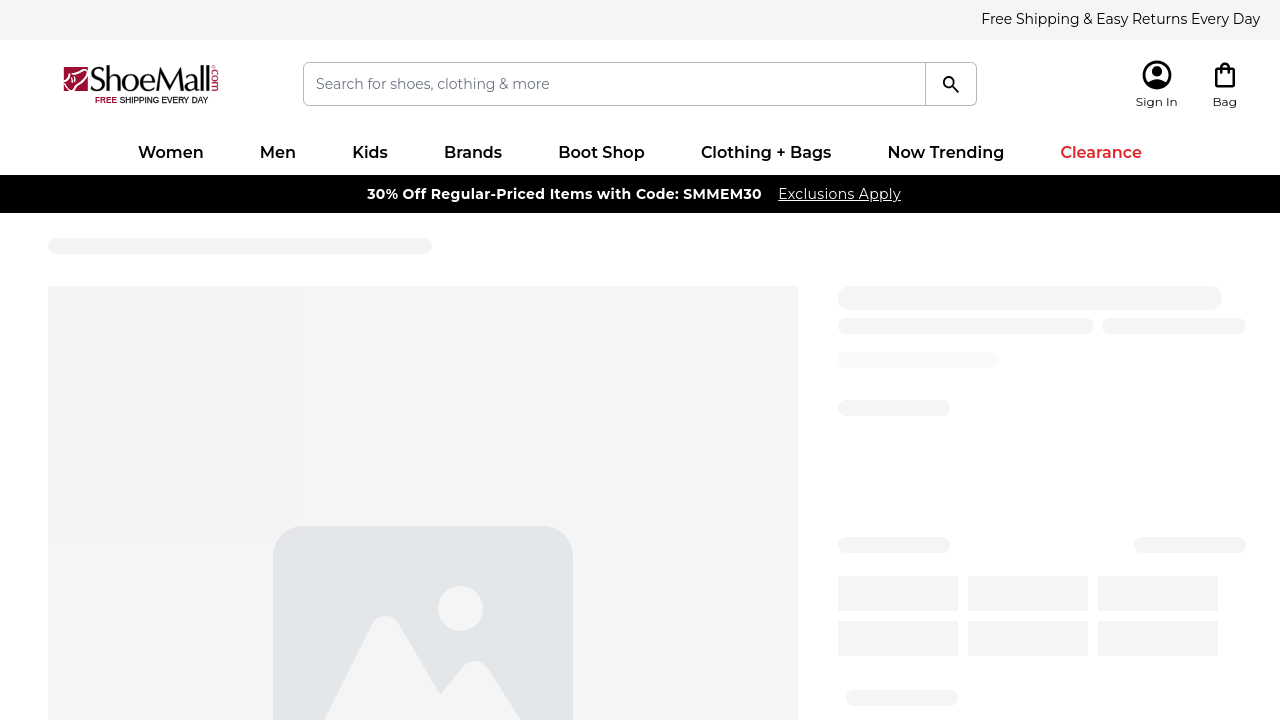 Free Shipping & Easy Returns Every Day
ShoeMall.com
FREE SHIPPING EVERY DAY
Search for shoes, clothing & more
Sign In
Bag
Women
Men
Kids
Brands
Boot Shop
Clothing + Bags
Now Trending
Clearance
30% Off Regular-Priced Items with Code: SMMEM30 Exclusions Apply